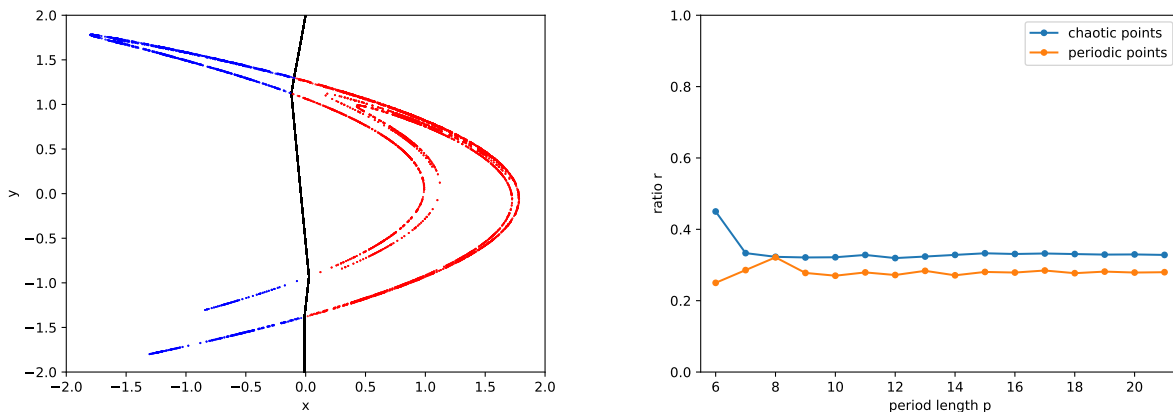 2.0
1.5
1.0
0.5
0.0
−0.5
−1.0
−1.5
−2.0
y
−2.0 −1.5 −1.0 −0.5 0.0 0.5 1.0 1.5 2.0
x
1.0
0.8
0.6
0.4
0.2
0.0
ratio r
chaotic points
periodic points
6 8 10 12 14 16 18 20
period length p